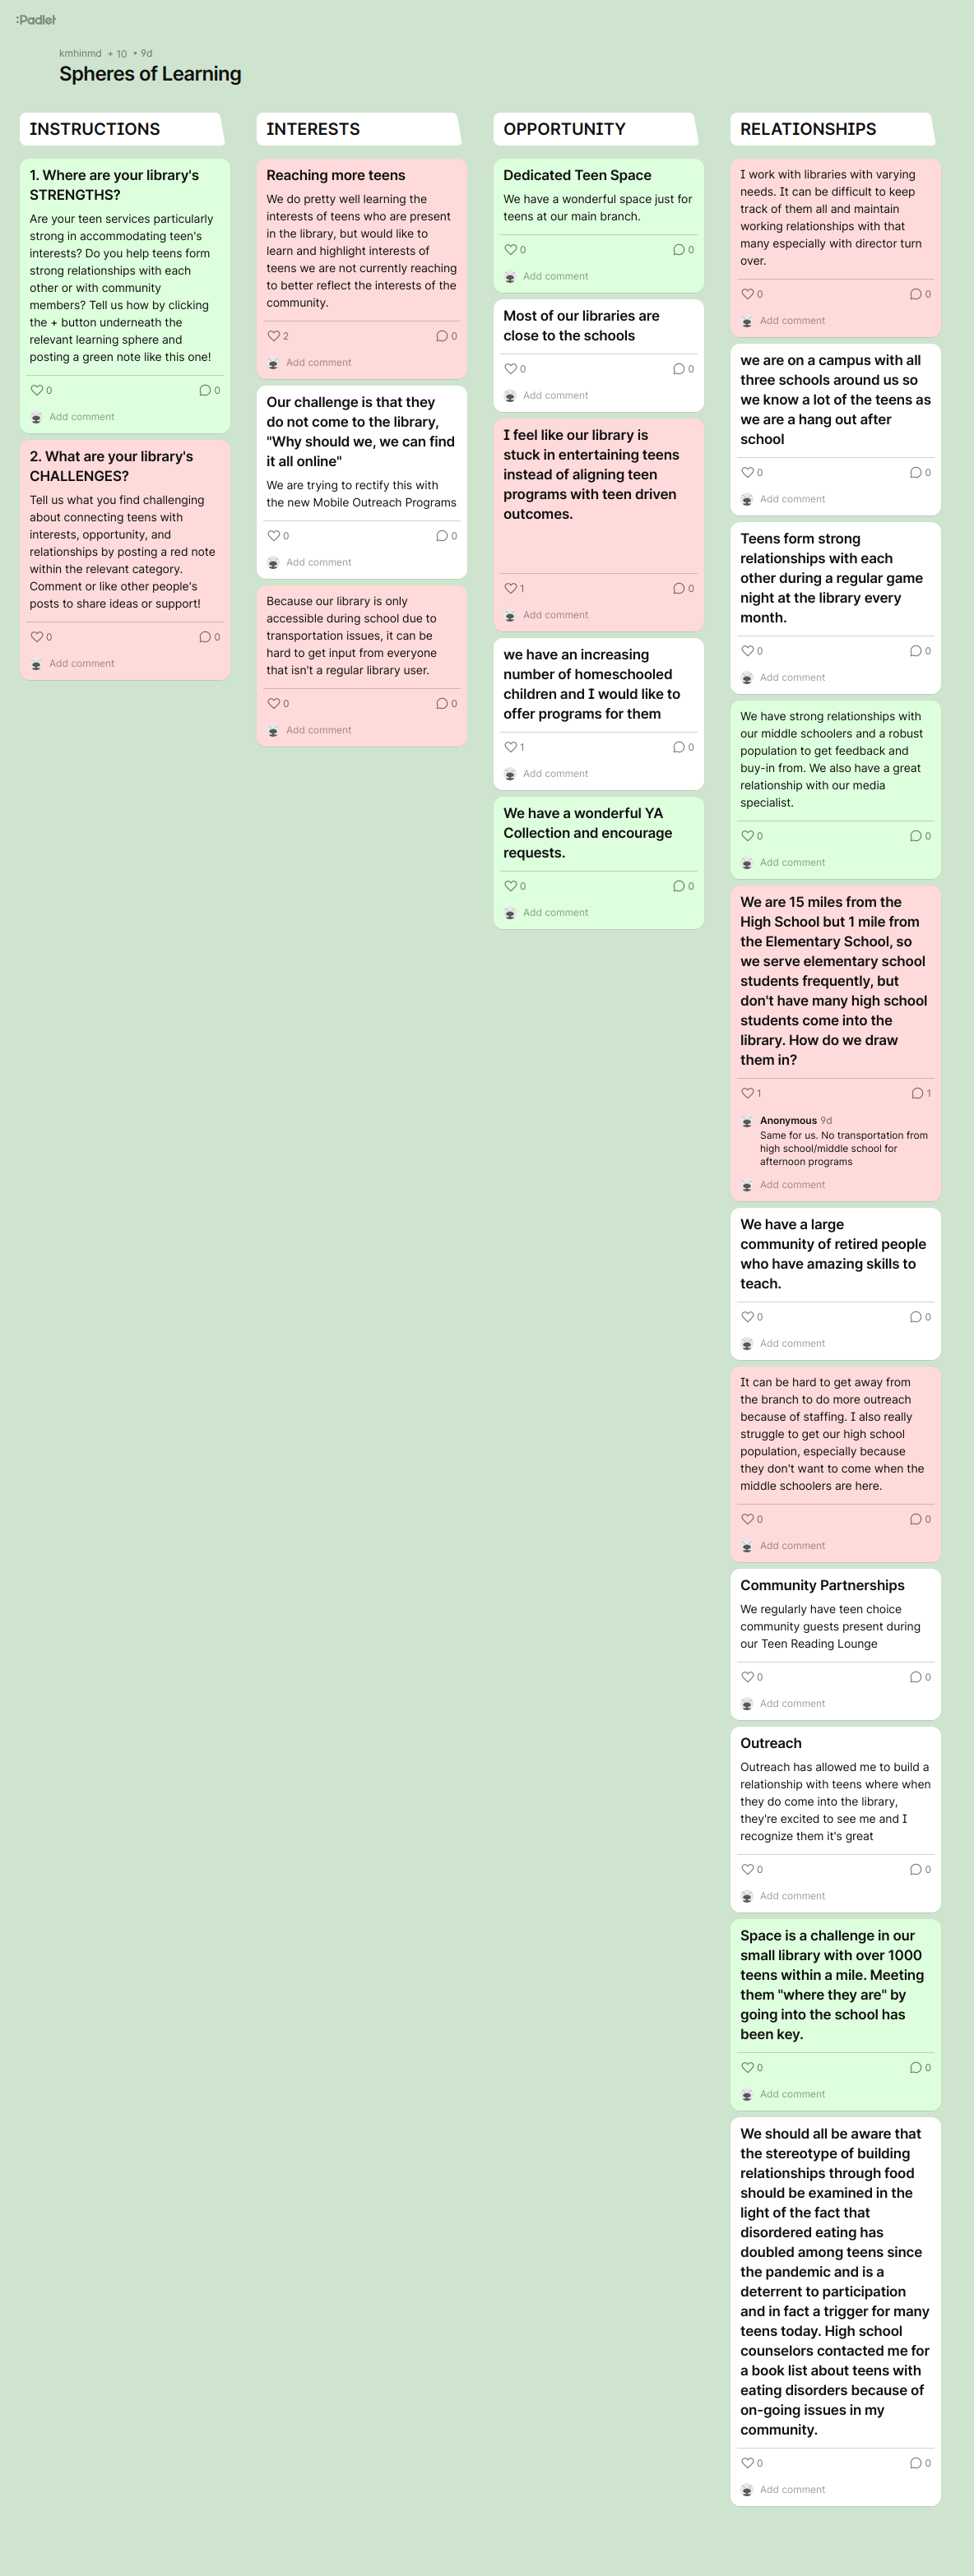 :Padlet
kmhinmd + 10 • 9d
Spheres of Learning
INSTRUCTIONS
1. Where are your library's
STRENGTHS?
Are your teen services particularly
strong in accommodating teen's
interests? Do you help teens form
strong relationships with each
other or with community
members? Tell us how by clicking
the + button underneath the
relevant learning sphere and
posting a green note like this one!
0 0
Add comment
2. What are your library's
CHALLENGES?
Tell us what you find challenging
about connecting teens with
interests, opportunity, and
relationships by posting a red note
within the relevant category.
Comment or like other people's
posts to share ideas or support!
0 0
Add comment
INTERESTS
Reaching more teens
We do pretty well learning the
interests of teens who are present
in the library, but would like to
learn and highlight interests of
teens we are not currently reaching
to better reflect the interests of the
community.
2 0
Add comment
Our challenge is that they
do not come to the library,
"Why should we, we can find
it all online"
We are trying to rectify this with
the new Mobile Outreach Programs
0 0
Add comment
Because our library is only
accessible during school due to
transportation issues, it can be
hard to get input from everyone
that isn't a regular library user.
0 0
Add comment
OPPORTUNITY
Dedicated Teen Space
We have a wonderful space just for
teens at our main branch.
0 0
Add comment
Most of our libraries are
close to the schools
0 0
Add comment
I feel like our library is
stuck in entertaining teens
instead of aligning teen
programs with teen driven
outcomes.
1 0
Add comment
we have an increasing
number of homeschooled
children and I would like to
offer programs for them
1 0
Add comment
We have a wonderful YA
Collection and encourage
requests.
0 0
Add comment
RELATIONSHIPS
I work with libraries with varying
needs. It can be difficult to keep
track of them all and maintain
working relationships with that
many especially with director turn
over.
0 0
Add comment
we are on a campus with all
three schools around us so
we know a lot of the teens as
we are a hang out after
school
0 0
Add comment
Teens form strong
relationships with each
other during a regular game
night at the library every
month.
0 0
Add comment
We have strong relationships with
our middle schoolers and a robust
population to get feedback and
buy-in from. We also have a great
relationship with our media
specialist.
0 0
Add comment
We are 15 miles from the
High School but 1 mile from
the Elementary School, so
we serve elementary school
students frequently, but
don't have many high school
students come into the
library. How do we draw
them in?
1 1
Anonymous 9d
Same for us. No transportation from
high school/middle school for
afternoon programs
Add comment
We have a large
community of retired people
who have amazing skills to
teach.
0 0
Add comment
It can be hard to get away from
the branch to do more outreach
because of staffing. I also really
struggle to get our high school
population, especially because
they don't want to come when the
middle schoolers are here.
0 0
Add comment
Community Partnerships
We regularly have teen choice
community guests present during
our Teen Reading Lounge
0 0
Add comment
Outreach
Outreach has allowed me to build a
relationship with teens where when
they do come into the library,
they're excited to see me and I
recognize them it's great
0 0
Add comment
Space is a challenge in our
small library with over 1000
teens within a mile. Meeting
them "where they are" by
going into the school has
been key.
0 0
Add comment
We should all be aware that
the stereotype of building
relationships through food
should be examined in the
light of the fact that
disordered eating has
doubled among teens since
the pandemic and is a
deterrent to participation
and in fact a trigger for many
teens today. High school
counselors contacted me for
a book list about teens with
eating disorders because of
on-going issues in my
community.
0 0
Add comment